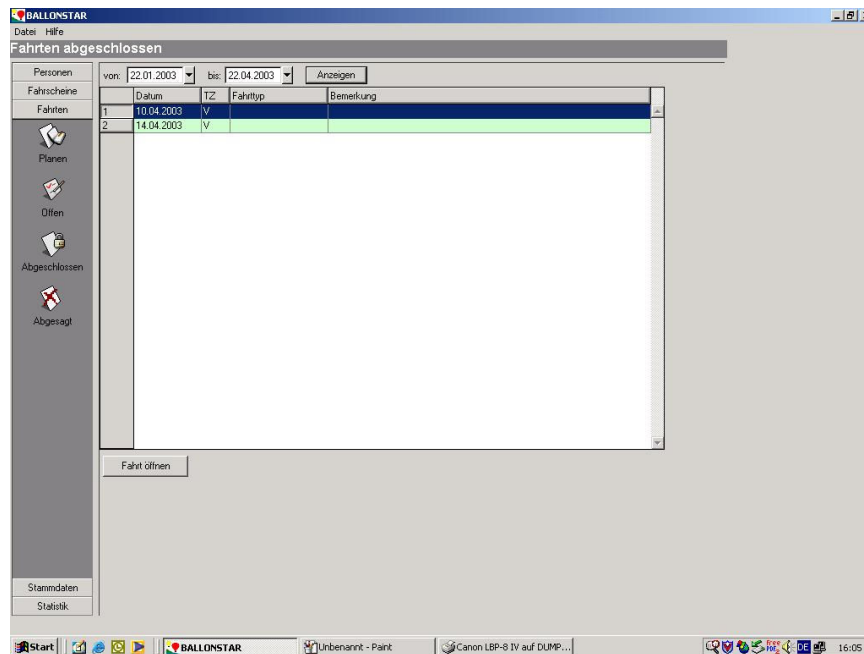 BALLONSTAR
Datei Hilfe
Fahrten abgeschlossen
Personen
Fahrscheine
Fahrten
Planen
Offen
Abgeschlossen
Abgesagt
Stammdaten
Statistik
von: 22.01.2003 bis: 22.04.2003 Anzeigen
Datum TZ Fahrttyp Bemerkung
1 10.04.2003 V
2 14.04.2003 V
Fahrt öffnen
Start BALLONSTAR Unbenannt - Paint Canon LBP-8 IV auf DUMP... Free PDF DE 16:05